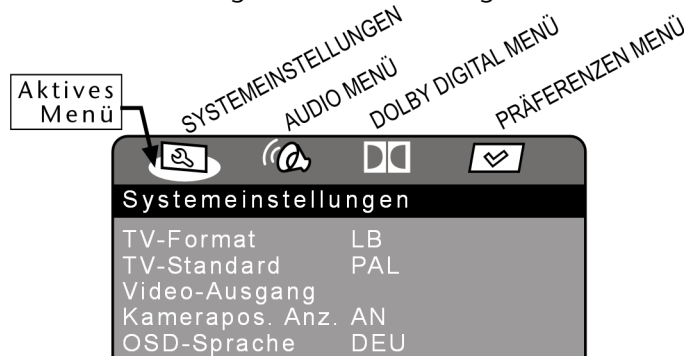 SYSTEMEINSTELLUNGEN
AUDIO MENÜ
DOLBY DIGITAL MENÜ
PRÄFERENZEN MENÜ
Aktives
Menü
Systemeinstellungen
TV-Format LB
TV-Standard PAL
Video-Ausgang
Kamerapos. Anz. AN
OSD-Sprache DEU